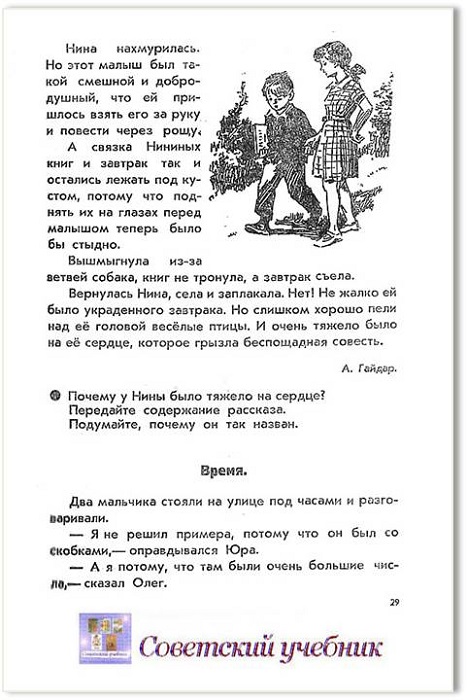 Нина нахмурилась.
Но этот малыш был та-
кой смешной и добро-
душный, что ей при-
шлось взять его за руку
и повести через рощу.
А связка Нининых
книг и завтрак так и
остались лежать под ку-
стом, потому что под-
нять их на глазах перед
малышом теперь было
бы стыдно.
Вышмыгнула из-за
ветвей собака, книг не тронула, а завтрак съела.
Вернулась Нина, села и заплакала. Нет! Не жалко ей
было украденного завтрака. Но слишком хорошо пели
над её головой весёлые птицы. И очень тяжело было
на её сердце, которое грызла беспощадная совесть.
А. Гайдар.
Почему у Нины было тяжело на сердце?
Передайте содержание рассказа.
Подумайте, почему он так назван.
Время.
Два мальчика стояли на улице под часами и разго-
варивали.
— Я не решил примера, потому что он был со
скобками,— оправдывался Юра.
— А я потому, что там были очень большие чис-
ла,— сказал Олег.
29
Советский учебник